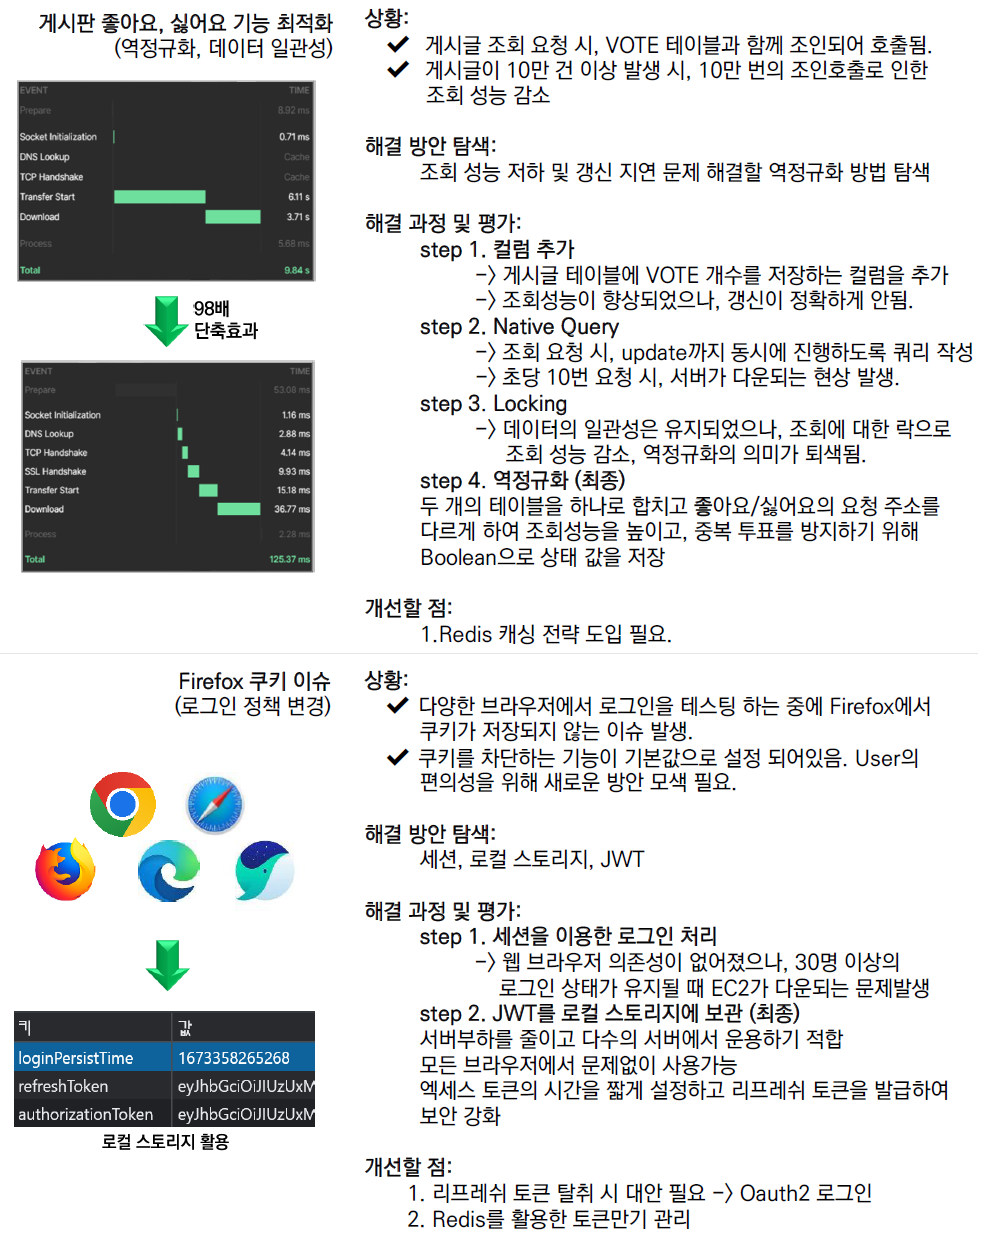 게시판 좋아요, 싫어요 기능 최적화
(역정규화, 데이터 일관성)
EVENT TIME
Prepare 8.92 ms
Socket Initialization 0.71 ms
DNS Lookup Cache
TCP Handshake Cache
Transfer Start 6.11 s
Download 3.71 s
Process 5.68 ms
Total 9.84 s
98배
단축효과
EVENT TIME
Prepare 53.08 ms
Socket Initialization 1.16 ms
DNS Lookup 2.88 ms
TCP Handshake 4.14 ms
SSL Handshake 9.93 ms
Transfer Start 15.18 ms
Download 36.77 ms
Process 2.28 ms
Total 125.37 ms
상황:
✔ 게시글 조회 요청 시, VOTE 테이블과 함께 조인되어 호출됨.
✔ 게시글이 10만 건 이상 발생 시, 10만 번의 조인호출로 인한
조회 성능 감소
해결 방안 탐색:
조회 성능 저하 및 갱신 지연 문제 해결할 역정규화 방법 탐색
해결 과정 및 평가:
step 1. 컬럼 추가
-> 게시글 테이블에 VOTE 개수를 저장하는 컬럼을 추가
-> 조회성능이 향상되었으나, 갱신이 정확하게 안됨.
step 2. Native Query
-> 조회 요청 시, update까지 동시에 진행하도록 쿼리 작성
-> 초당 10번 요청 시, 서버가 다운되는 현상 발생.
step 3. Locking
-> 데이터의 일관성은 유지되었으나, 조회에 대한 락으로
조회 성능 감소, 역정규화의 의미가 퇴색됨.
step 4. 역정규화 (최종)
두 개의 테이블을 하나로 합치고 좋아요/싫어요의 요청 주소를
다르게 하여 조회성능을 높이고, 중복 투표를 방지하기 위해
Boolean으로 상태 값을 저장
개선할 점:
1.Redis 캐싱 전략 도입 필요.
Firefox 쿠키 이슈
(로그인 정책 변경)
키 값
loginPersistTime 1673358265268
refreshToken eyJhbGciOiJIUzUxM
authorizationToken eyJhbGciOiJIUzUxM
로컬 스토리지 활용
상황:
✔ 다양한 브라우저에서 로그인을 테스팅 하는 중에 Firefox에서
쿠키가 저장되지 않는 이슈 발생.
✔ 쿠키를 차단하는 기능이 기본값으로 설정 되어있음. User의
편의성을 위해 새로운 방안 모색 필요.
해결 방안 탐색:
세션, 로컬 스토리지, JWT
해결 과정 및 평가:
step 1. 세션을 이용한 로그인 처리
-> 웹 브라우저 의존성이 없어졌으나, 30명 이상의
로그인 상태가 유지될 때 EC2가 다운되는 문제발생
step 2. JWT를 로컬 스토리지에 보관 (최종)
서버부하를 줄이고 다수의 서버에서 운용하기 적합
모든 브라우저에서 문제없이 사용가능
엑세스 토큰의 시간을 짧게 설정하고 리프레쉬 토큰을 발급하여
보안 강화
개선할 점:
1. 리프레쉬 토큰 탈취 시 대안 필요 -> Oauth2 로그인
2. Redis를 활용한 토큰만기 관리